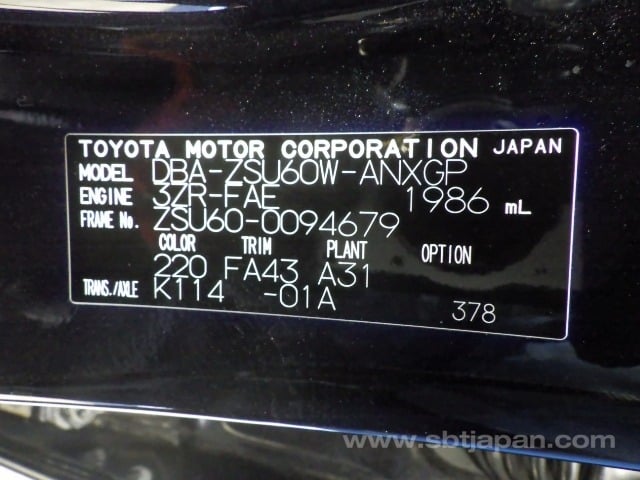 TOYOTA MOTOR CORPORATION JAPAN
MODEL DBA-ZSU60W-ANXGP
ENGINE 3ZR-FAE 1986 mL
FRAME No. ZSU60-0094679
COLOR TRIM PLANT OPTION
220 FA43 A31
TRANS./AXLE K114 -01A
378
www.sbtjapan.com